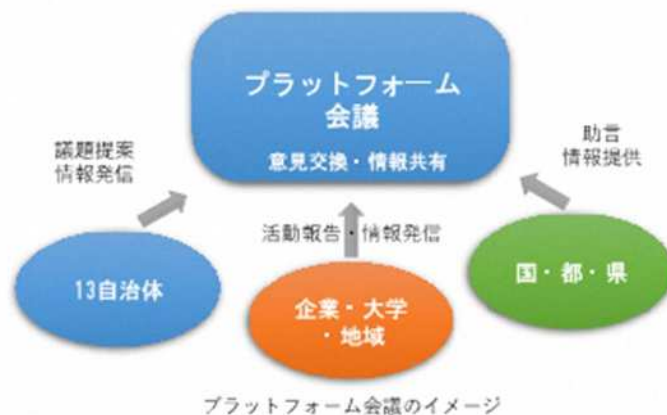 プラットフォーム
会議
意見交換・情報共有
議題提案
情報発信
助言
情報提供
活動報告・情報発信
13自治体
企業・大学
・地域
国・都・県
プラットフォーム会議のイメージ